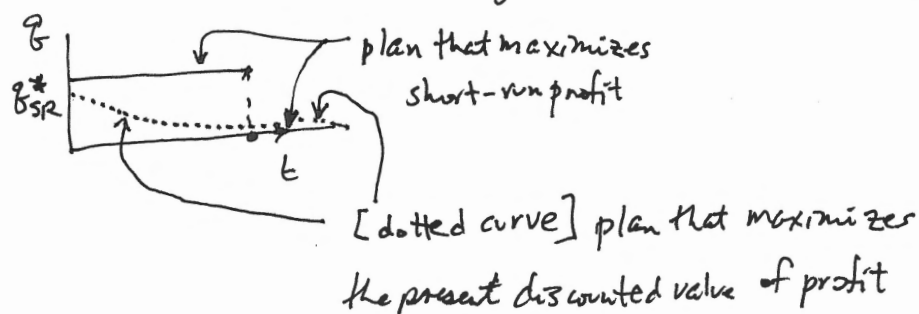 q
plan that maximizes
q*SR
short-run profit
t
[dotted curve] plan that maximizes
the present discounted value of profit